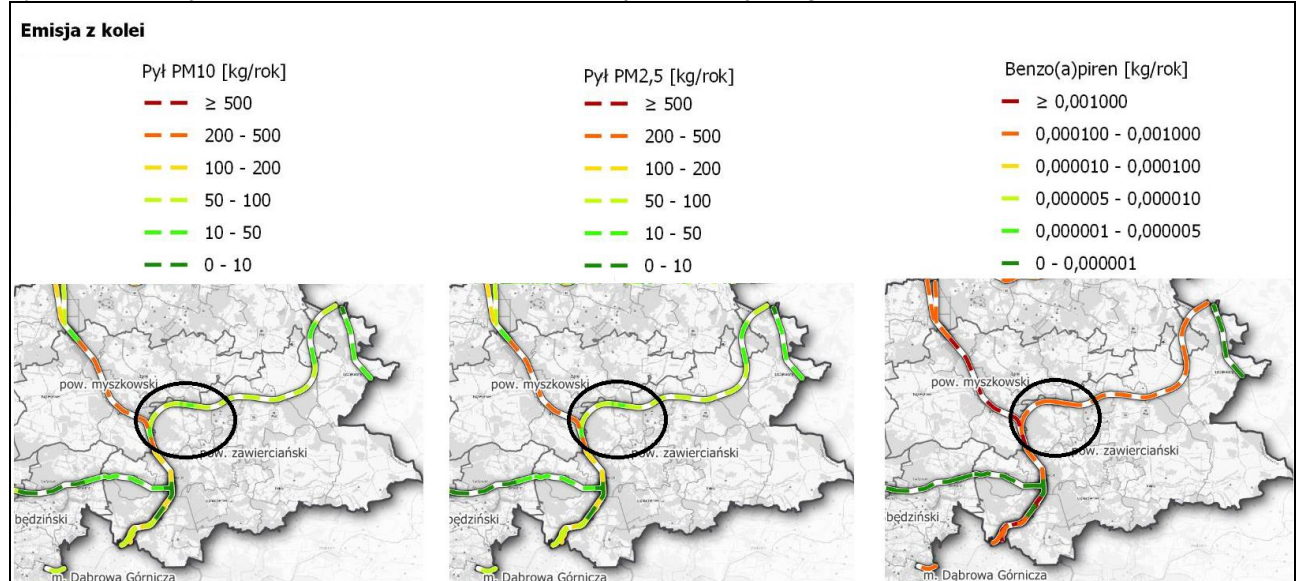 Emisja z kolei
Pył PM10 [kg/rok]
≥ 500
200 - 500
100 - 200
50 - 100
10 - 50
0 - 10
Pył PM2,5 [kg/rok]
≥ 500
200 - 500
100 - 200
50 - 100
10 - 50
0 - 10
Benzo(a)piren [kg/rok]
≥ 0,001000
0,000100 - 0,001000
0,000010 - 0,000100
0,000005 - 0,000010
0,000001 - 0,000005
0 - 0,000001
pow. myszkowski
pow. zawierciański
będziński
m. Dąbrowa Górnicza
pow. myszkowski
pow. zawierciański
będziński
m. Dąbrowa Górnicza
pow. myszkowski
pow. zawierciański
będziński
m. Dąbrowa Górnicza